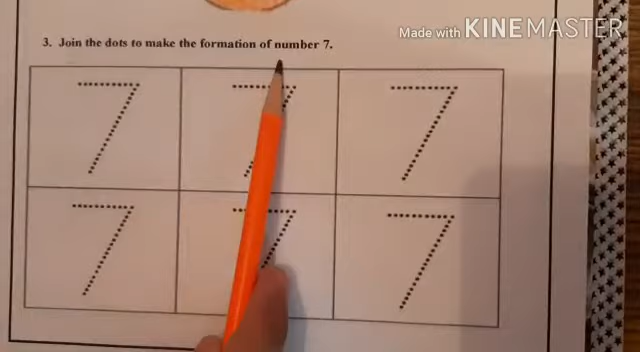 Made with KINEMASTER
3. Join the dots to make the formation of number 7.
7 7 7
7 7 7